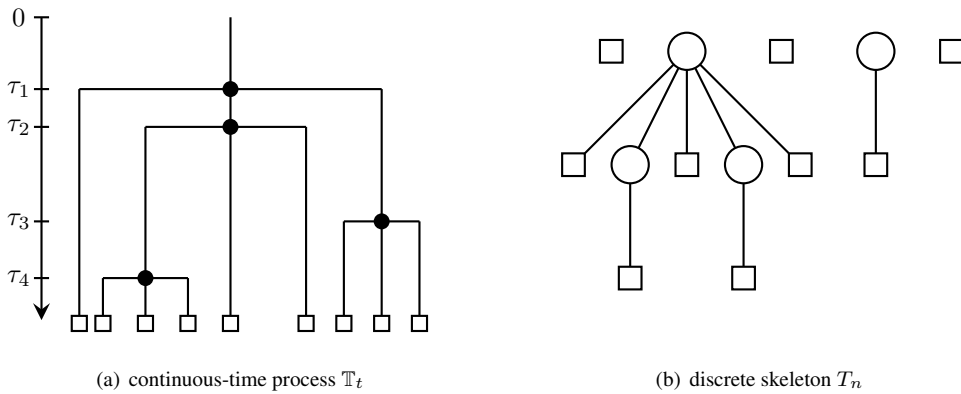 0
τ₁
τ₂
τ₃
τ₄
(a) continuous-time process 𝕋ₜ
(b) discrete skeleton Tₙ